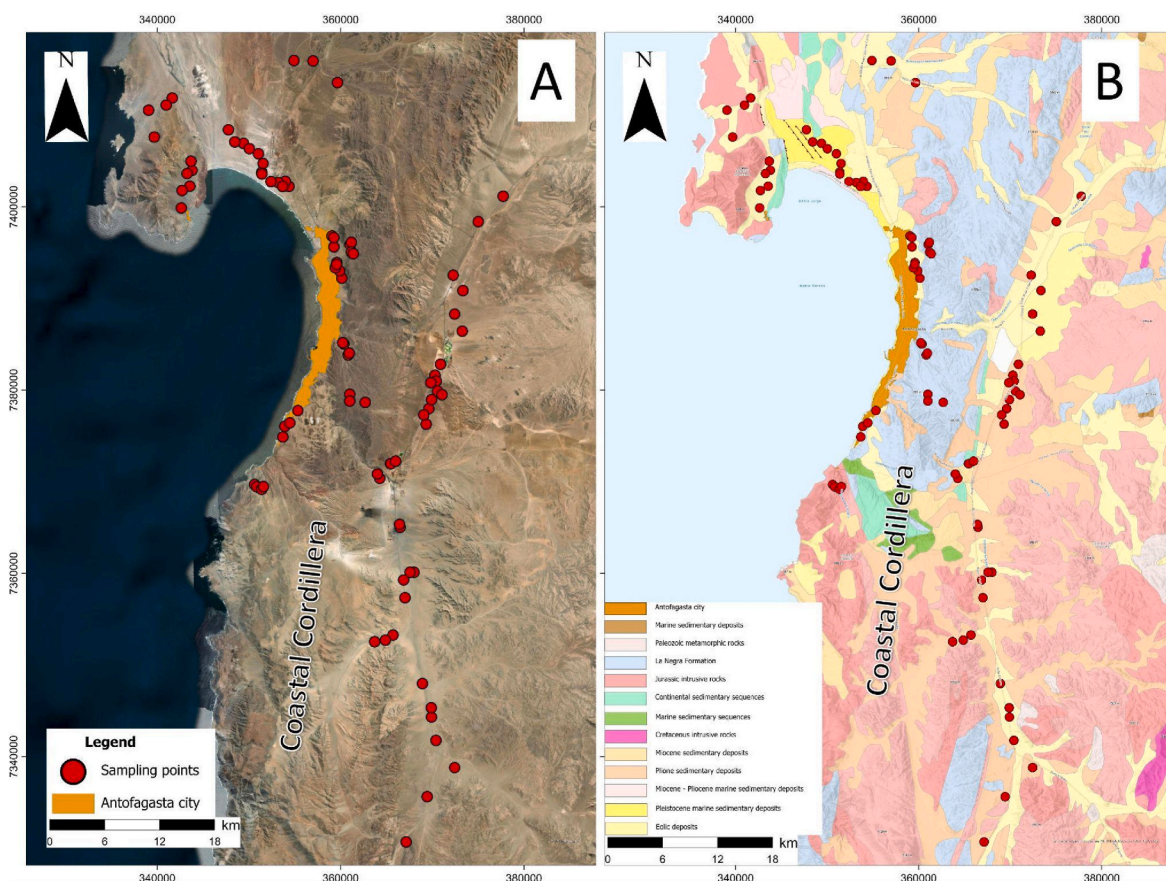 340000
360000
380000
340000
360000
380000
N
A
N
B
7400000
7380000
7360000
7340000
Coastal Cordillera
Coastal Cordillera
Legend
Sampling points
Antofagasta city
0
6
12
18
km
Antofagasta city
Marine sedimentary deposits
Paleozoic metamorphic rocks
La Negra Formation
Jurassic intrusive rocks
Continental sedimentary sequences
Marine sedimentary sequences
Cretaceous intrusive rocks
Miocene sedimentary deposits
Plione sedimentary deposits
Miocene - Pliocene marine sedimentary deposits
Pleistocene marine sedimentary deposits
Eolic deposits
0
6
12
18
km
340000
360000
380000
340000
360000
380000